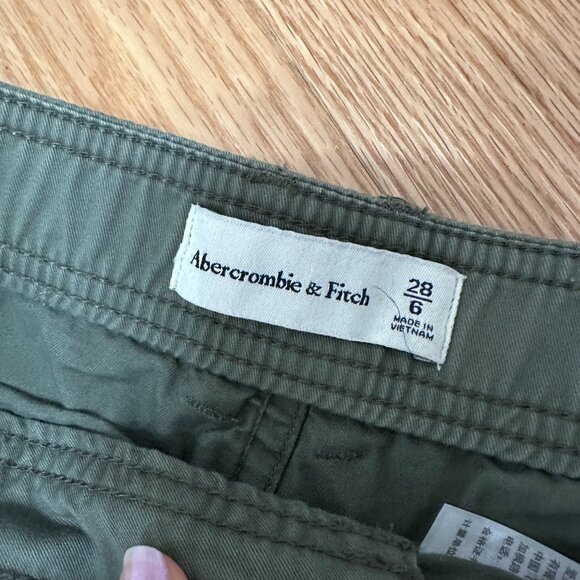 Abercrombie & Fitch
28
6
MADE IN
VIETNAM